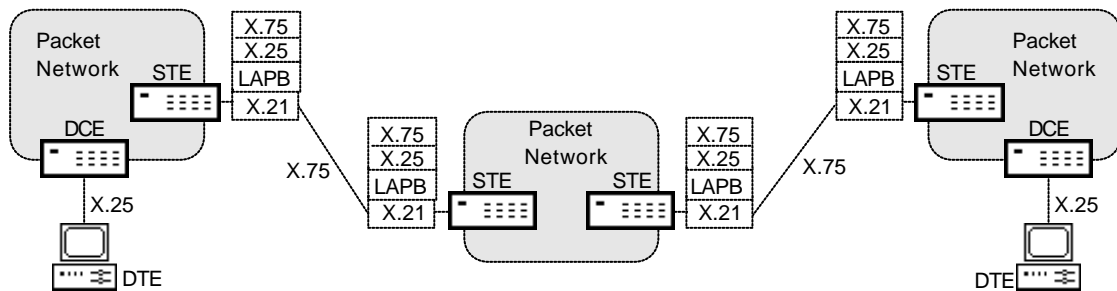 Packet
Network
STE
DCE
X.25
DTE
X.75
X.25
LAPB
X.21
X.75
X.75
X.25
LAPB
X.21
Packet
Network
STE
STE
X.75
X.25
LAPB
X.21
X.75
X.75
X.25
LAPB
X.21
Packet
Network
STE
DCE
X.25
DTE